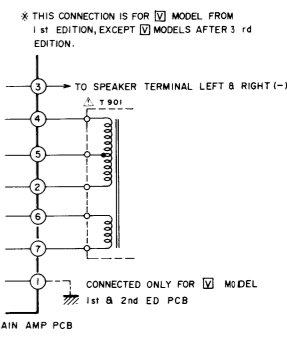 ※ THIS CONNECTION IS FOR V MODEL FROM
1 st EDITION, EXCEPT V MODELS AFTER 3 rd
EDITION.
3 TO SPEAKER TERMINAL LEFT & RIGHT (-)
T 901
4
5
2
6
7
1 CONNECTED ONLY FOR V MODEL
1st & 2nd ED PCB
AIN AMP PCB